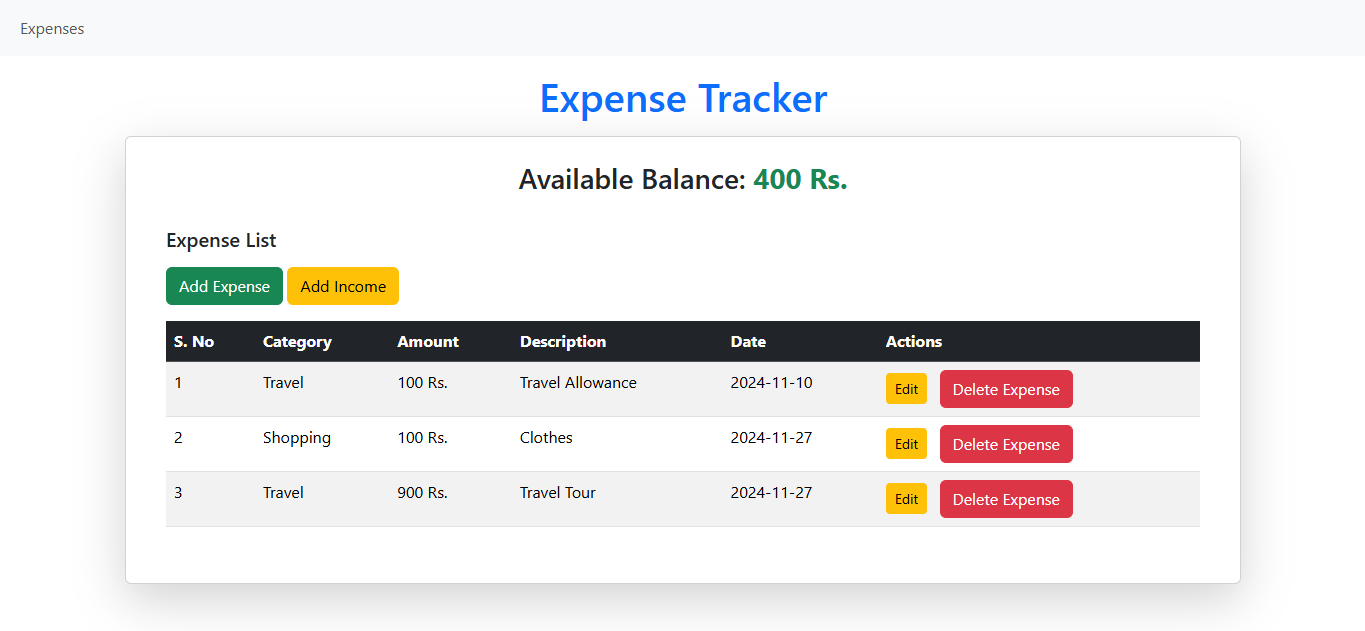 Expenses
Expense Tracker
Available Balance: 400 Rs.
Expense List
Add Expense Add Income
S. No Category Amount Description Date Actions
1 Travel 100 Rs. Travel Allowance 2024-11-10 Edit Delete Expense
2 Shopping 100 Rs. Clothes 2024-11-27 Edit Delete Expense
3 Travel 900 Rs. Travel Tour 2024-11-27 Edit Delete Expense